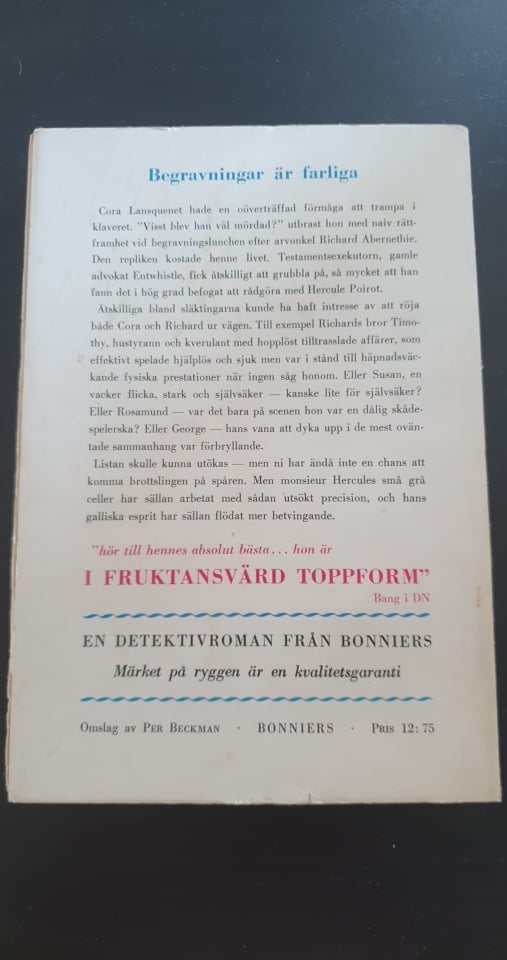 Begravningar är farliga
Cora Lansquenet hade en oöverträffad förmåga att trampa i
klaveret. "Visst blev han väl mördad?" utbrast hon med naiv rätt-
framhet vid begravningslunchen efter arvonkel Richard Abernethie.
Den repliken kostade henne livet. Testamentsexekutorn, gamle
advokat Entwhistle, fick åtskilligt att grubbla på, så mycket att han
fann det i hög grad befogat att rådgöra med Hercule Poirot.
Åtskilliga bland släktingarna kunde ha haft intresse av att röja
både Cora och Richard ur vägen. Till exempel Richards bror Timo-
thy, hustyrann och kverulant med hopplöst tilltrasslade affärer, som
effektivt spelade hjälplös och sjuk men var i stånd till häpnadsväc-
kande fysiska prestationer när ingen såg honom. Eller Susan, en
vacker flicka, stark och självsäker — kanske lite för självsäker?
Eller Rosamund — var det bara på scenen hon var en dålig skåde-
spelerska? Eller George — hans vana att dyka upp i de mest ovän-
tade sammanhang var förbryllande.
Listan skulle kunna utökas — men ni har ändå inte en chans att
komma brottslingen på spåren. Men monsieur Hercules små grå
celler har sällan arbetat med sådan utsökt precision, och hans
galliska esprit har sällan flödat mer betvingande.
"hör till hennes absolut bästa... hon är
I FRUKTANSVÄRD TOPPFORM"
Bang i DN
EN DETEKTIVROMAN FRÅN BONNIERS
Märket på ryggen är en kvalitetsgaranti
Omslag av PER BECKMAN · BONNIERS · PRIS 12:75